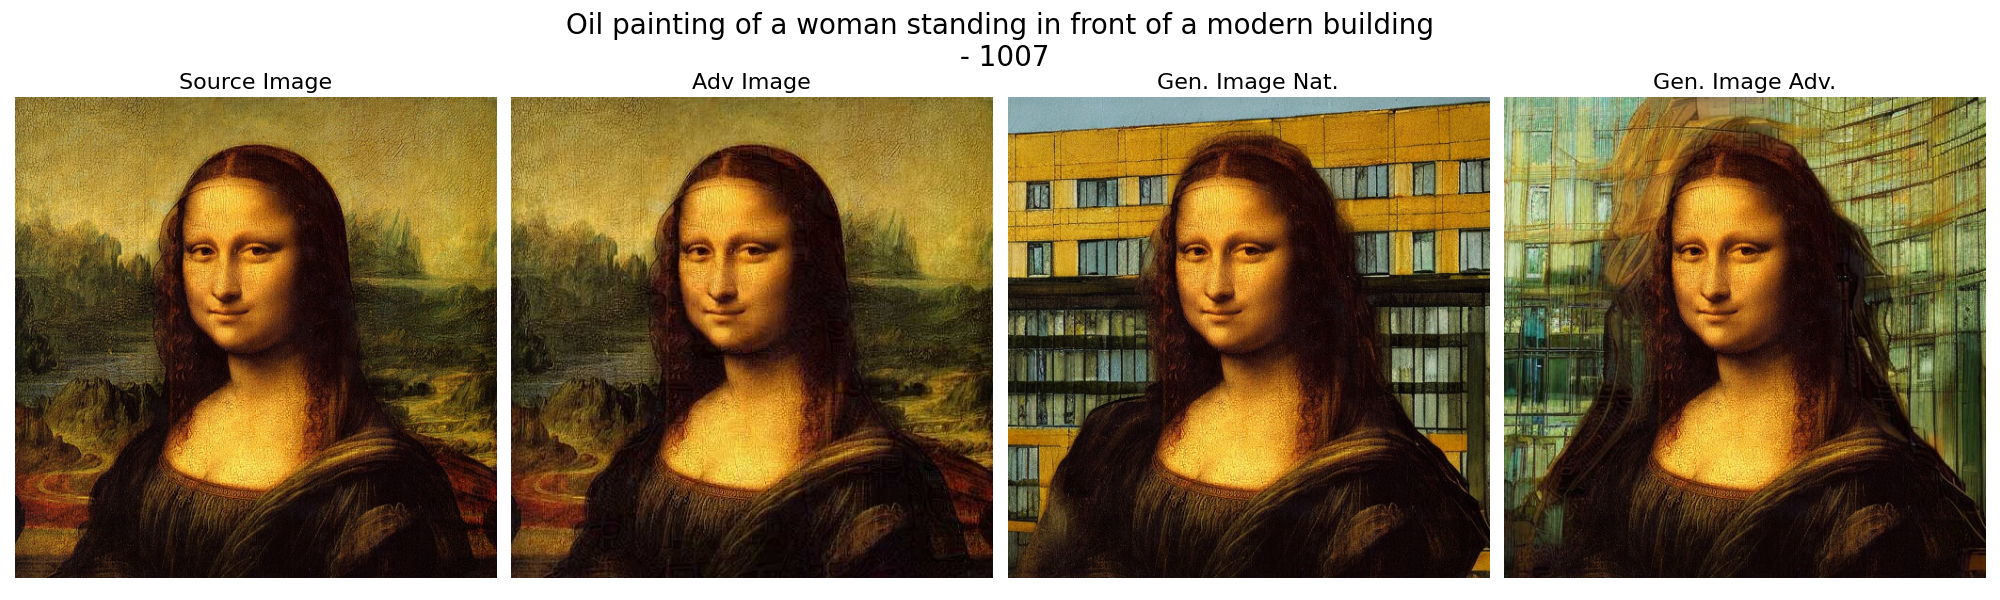 Oil painting of a woman standing in front of a modern building
- 1007
Source Image
Adv Image
Gen. Image Nat.
Gen. Image Adv.